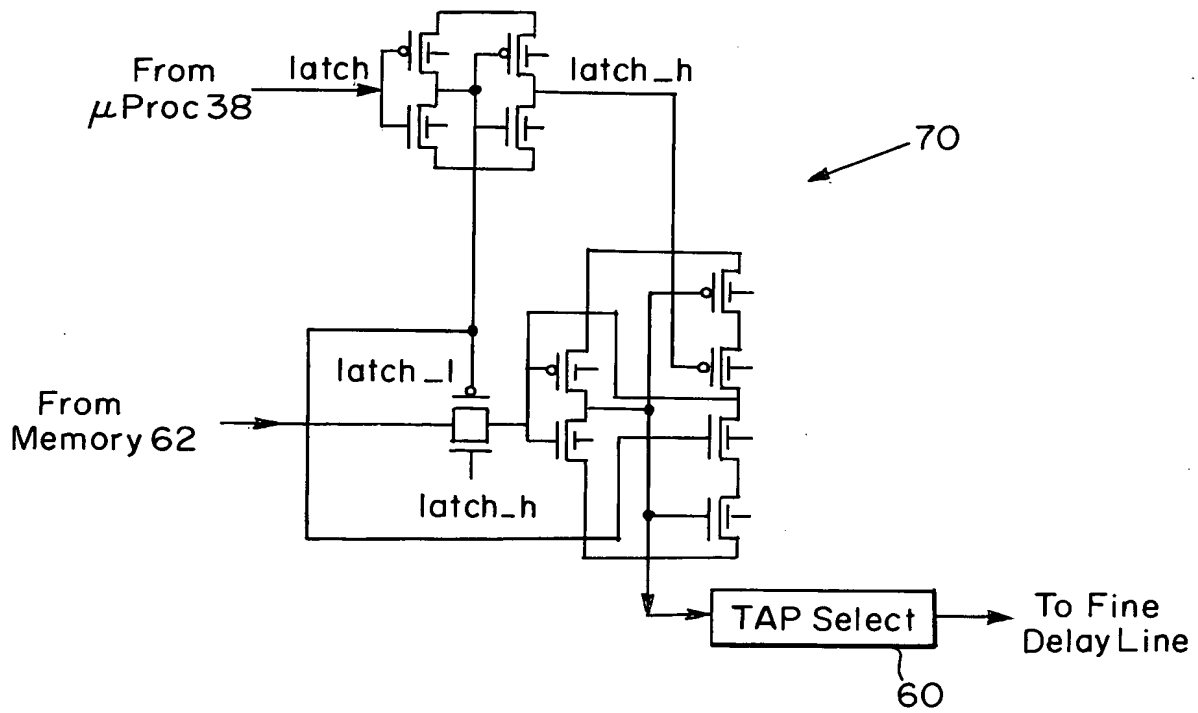 From
μProc 38
latch
latch_h
70
latch_l
From
Memory 62
latch_h
TAP Select
To Fine
Delay Line
60